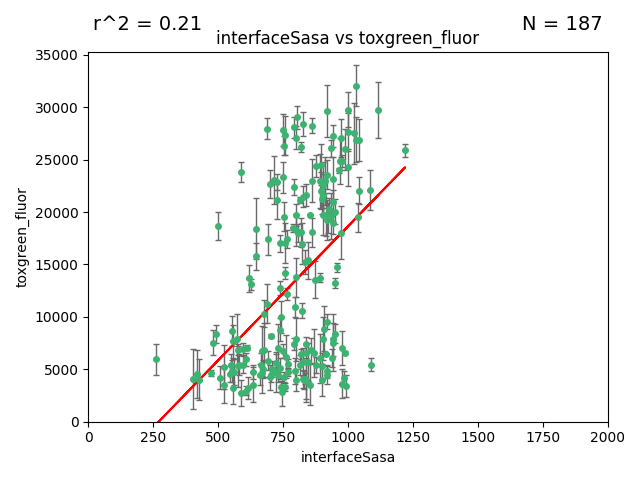 r^2 = 0.21
N = 187
interfaceSasa vs toxgreen_fluor
35000
30000
25000
20000
15000
10000
5000
0
toxgreen_fluor
0 250 500 750 1000 1250 1500 1750 2000
interfaceSasa